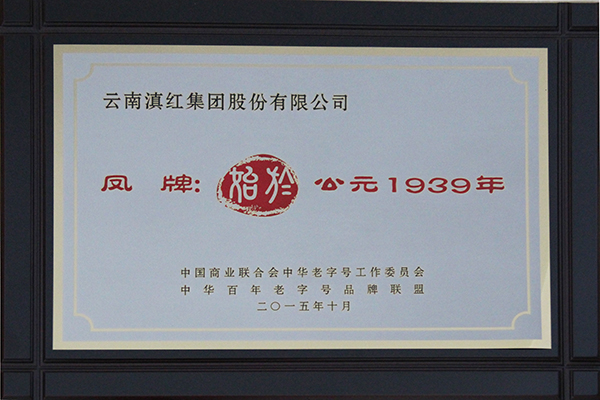 云南滇红集团股份有限公司
凤 牌: 始於 公元1939年
中国商业联合会中华老字号工作委员会
中华百年老字号品牌联盟
二〇一五年十月